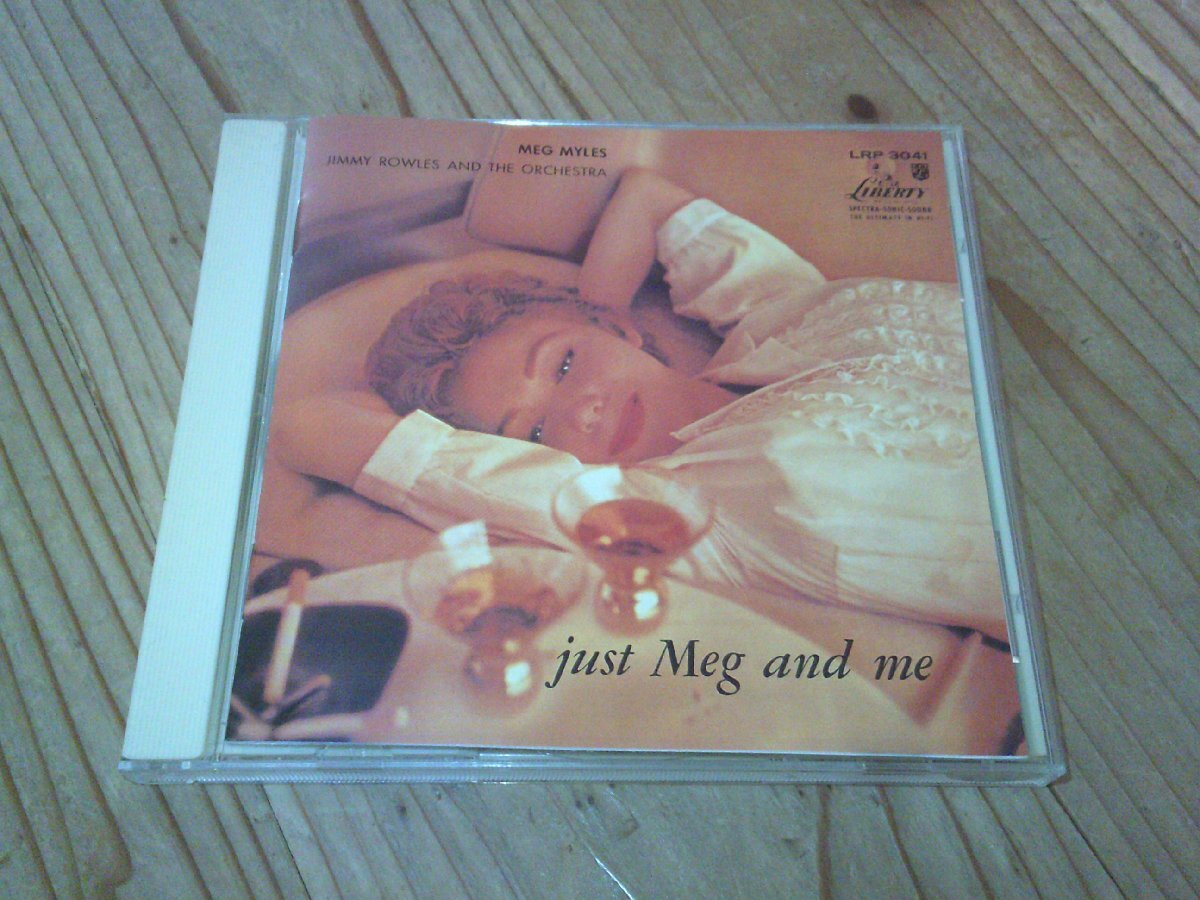 MEG MYLES
JIMMY ROWLES AND THE ORCHESTRA
LRP 3041
LIBERTY
SPECTRA-SONIC-SOUND
THE ULTIMATE IN HI-FI
just Meg and me